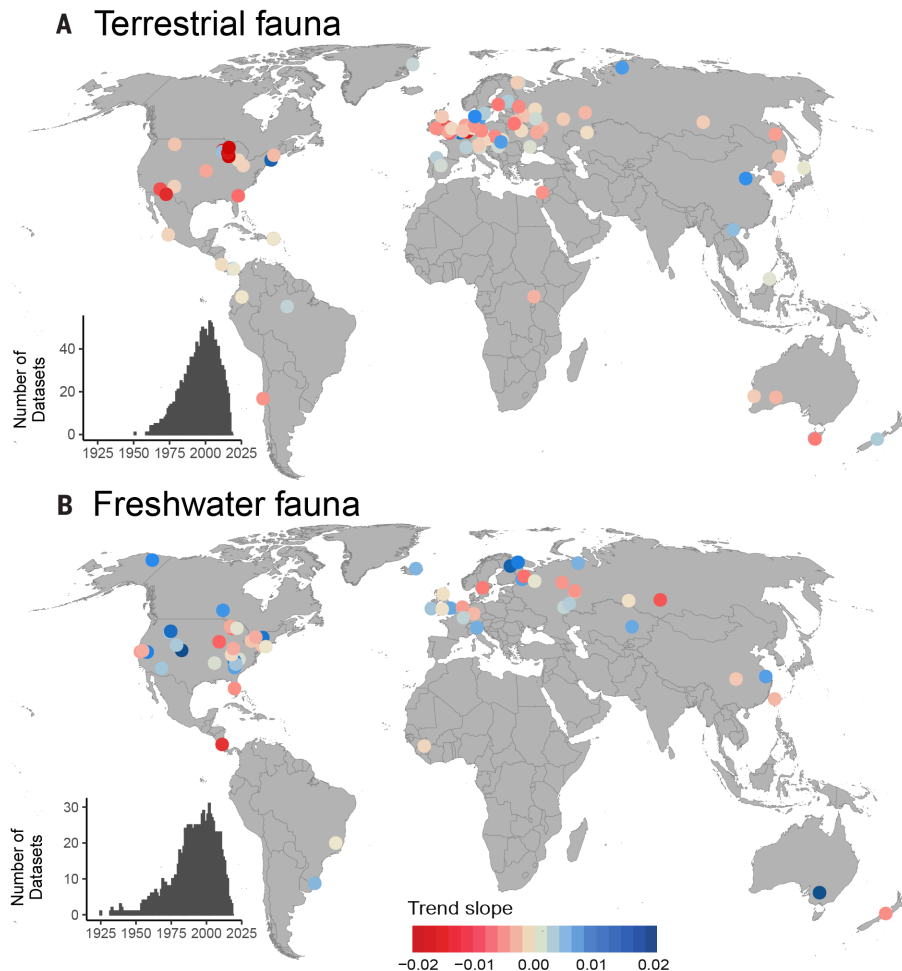 A Terrestrial fauna
Number of
Datasets
40
20
0
1925 1950 1975 2000 2025
B Freshwater fauna
Number of
Datasets
30
20
10
0
1925 1950 1975 2000 2025
Trend slope
−0.02 −0.01 0.00 0.01 0.02